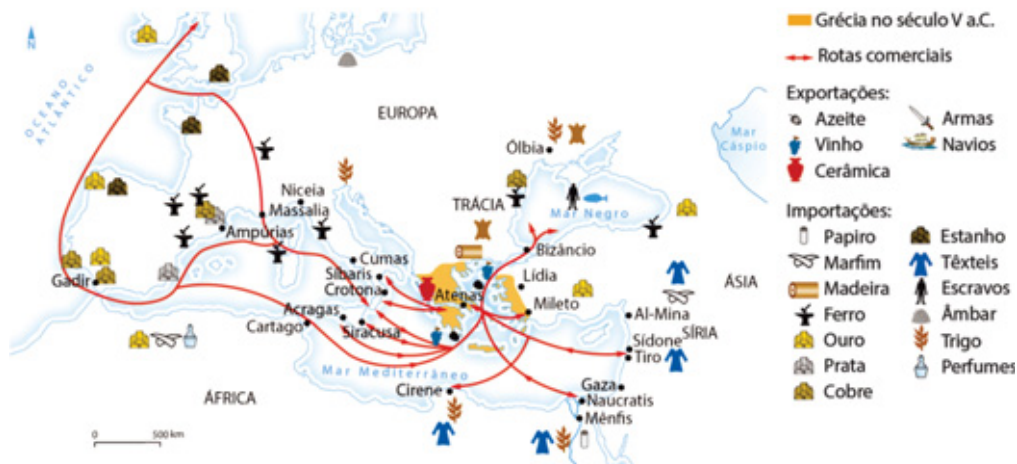 N
OCEANO
ATLÂNTICO
EUROPA
Mar
Cáspio
Ólbia
TRÁCIA
Mar Negro
Niceia
Massalia
Ampúrias
Bizâncio
Cumas
Síbaris
Crotona
Lídia
ÁSIA
Gadir
Atenas
Mileto
Acragas
Cartago
Siracusa
Al-Mina
SÍRIA
Sídone
Tiro
Mar Mediterrâneo
Cirene
Gaza
Naucratis
Mênfis
ÁFRICA
0 500 km
Grécia no século V a.C.
Rotas comerciais
Exportações:
Azeite
Vinho
Cerâmica
Armas
Navios
Importações:
Papiro
Marfim
Madeira
Ferro
Ouro
Prata
Cobre
Estanho
Têxteis
Escravos
Âmbar
Trigo
Perfumes